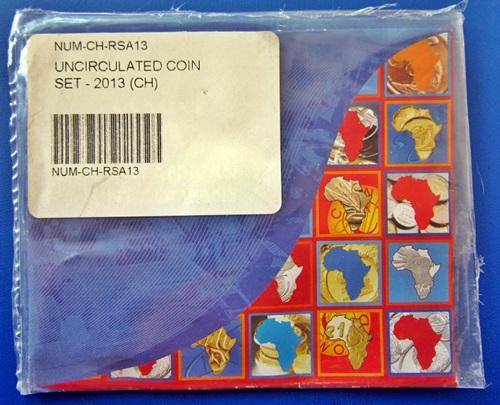 NUM-CH-RSA13
UNCIRCULATED COIN
SET - 2013 (CH)
NUM-CH-RSA13